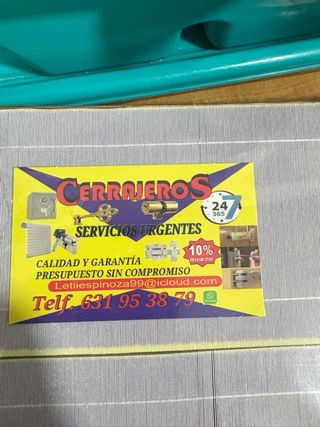 CERRAJEROS
24
7
365
SERVICIOS URGENTES
CALIDAD Y GARANTÍA
PRESUPUESTO SIN COMPROMISO
10%
Letiiespinoza99@icloud.com
Telf. 631 95 38 79